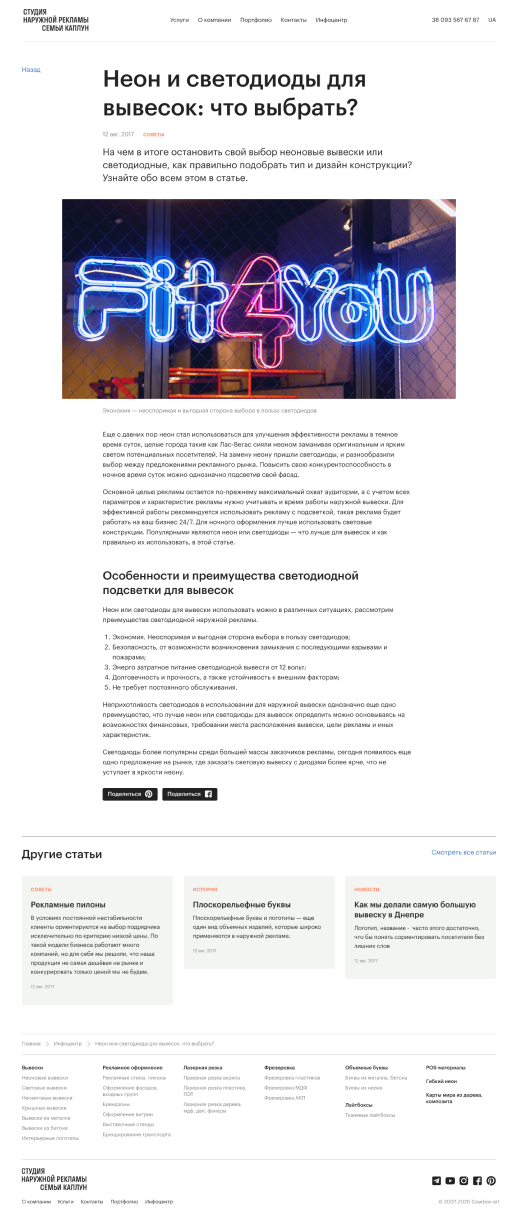 СТУДИЯ
НАРУЖНОЙ РЕКЛАМЫ
СЕМЬИ КАПЛУН
Услуги О компании Портфолио Контакты Инфоцентр
38 093 567 67 87 UA
Назад
Неон и светодиоды для
вывесок: что выбрать?
12 авг. 2017 СОВЕТЫ
На чем в итоге остановить свой выбор неоновые вывески или
светодиодные, как правильно подобрать тип и дизайн конструкции?
Узнайте обо всем этом в статье.
Fit4You
Экономия — неоспоримая и выгодная сторона выбора в пользу светодиодов
Еще с давних пор неон стал использоваться для улучшения эффективности рекламы в темное
время суток, целые города такие как Лас-Вегас сияли неоном заманивая оригинальным и ярким
светом потенциальных посетителей. На замену неону пришли светодиоды, и разнообразили
выбор между предложениями рекламного рынка. Повысить свою конкурентоспособность в
ночное время суток можно однозначно подсветив свой фасад.
Основной целью рекламы остается по-прежнему максимальный охват аудитории, а с учетом всех
параметров и характеристик рекламы нужно учитывать и время работы наружной вывески. Для
эффективной работы рекомендуется использовать рекламу с подсветкой, такая реклама будет
работать на ваш бизнес 24/7. Для ночного оформления лучше использовать световые
конструкции. Популярными являются неон или светодиоды — что лучше для вывесок и как
правильно их использовать, в этой статье.
Особенности и преимущества светодиодной
подсветки для вывесок
Неон или светодиоды для вывески использовать можно в различных ситуациях, рассмотрим
преимущества светодиодной наружной рекламы.
1. Экономия. Неоспоримая и выгодная сторона выбора в пользу светодиодов;
2. Безопасность, от возможности возникновения замыкания с последующими взрывами и
пожарами;
3. Энерго затратное питание светодиодной вывести от 12 вольт;
4. Долговечность и прочность, а также устойчивость к внешним факторам;
5. Не требует постоянного обслуживания.
Неприхотливость светодиодов в использовании для наружной вывески однозначно еще одно
преимущество, что лучше неон или светодиоды для вывесок определить можно основываясь на
возможностях финансовых, требовании места расположения вывески, цели рекламы и иных
характеристик.
Светодиоды более популярны среди большей массы заказчиков рекламы, сегодня появилось еще
одно предложение на рынке, где заказать световую вывеску с диодами более ярче, что не
уступает в яркости неону.
Поделиться Поделиться
Другие статьи
Смотреть все статьи
СОВЕТЫ
Рекламные пилоны
В условиях постоянной нестабильности
клиенты ориентируются на выбор подрядчика
исключительно по критерию низкой цены. По
такой модели бизнеса работают много
компаний, но для себя мы решили, что наша
продукция не самая дешёвая на рынке и
конкурировать только ценой мы не будем.
12 авг. 2017
ИСТОРИЯ
Плоскорельефные буквы
Плоскорельефные буквы и логотипы — еще
один вид объемных изделий, которые широко
применяются в наружной рекламе.
12 авг. 2017
НОВОСТИ
Как мы делали самую большую
вывеску в Днепре
Логотип, название - часто этого достаточно,
что бы понять сориентировать посетителя без
лишних слов
12 авг. 2017
Главная Инфоцентр Неон или светодиоды для вывесок: что выбрать?
Вывески
Неоновые вывески
Световые вывески
Несветовые вывески
Крышные вывески
Вывески из металла
Вывески из бетона
Интерьерные логотипы
Рекламное оформление
Рекламные стелы, пилоны
Оформление фасадов,
входных групп
Брендзоны
Оформление витрин
Выставочные стенды
Брендирование транспорта
Лазерная резка
Лазерная резка акрила
Лазерная резка пластика,
ПЭТ
Лазерная резка дерева-
мдф, двп, фанеры
Фрезеровка
Фрезеровка пластиков
Фрезеровка МДФ
Фрезеровка АКП
Объемные буквы
Буквы из металла, бетона
Буквы из неона
Лайтбоксы
Тканевые лайтбоксы
POS-материалы
Гибкий неон
Карты мира из дерева,
композита
СТУДИЯ
НАРУЖНОЙ РЕКЛАМЫ
СЕМЬИ КАПЛУН
О компании Услуги Контакты Портфолио Инфоцентр
© 2001-2020 Cowbox-art